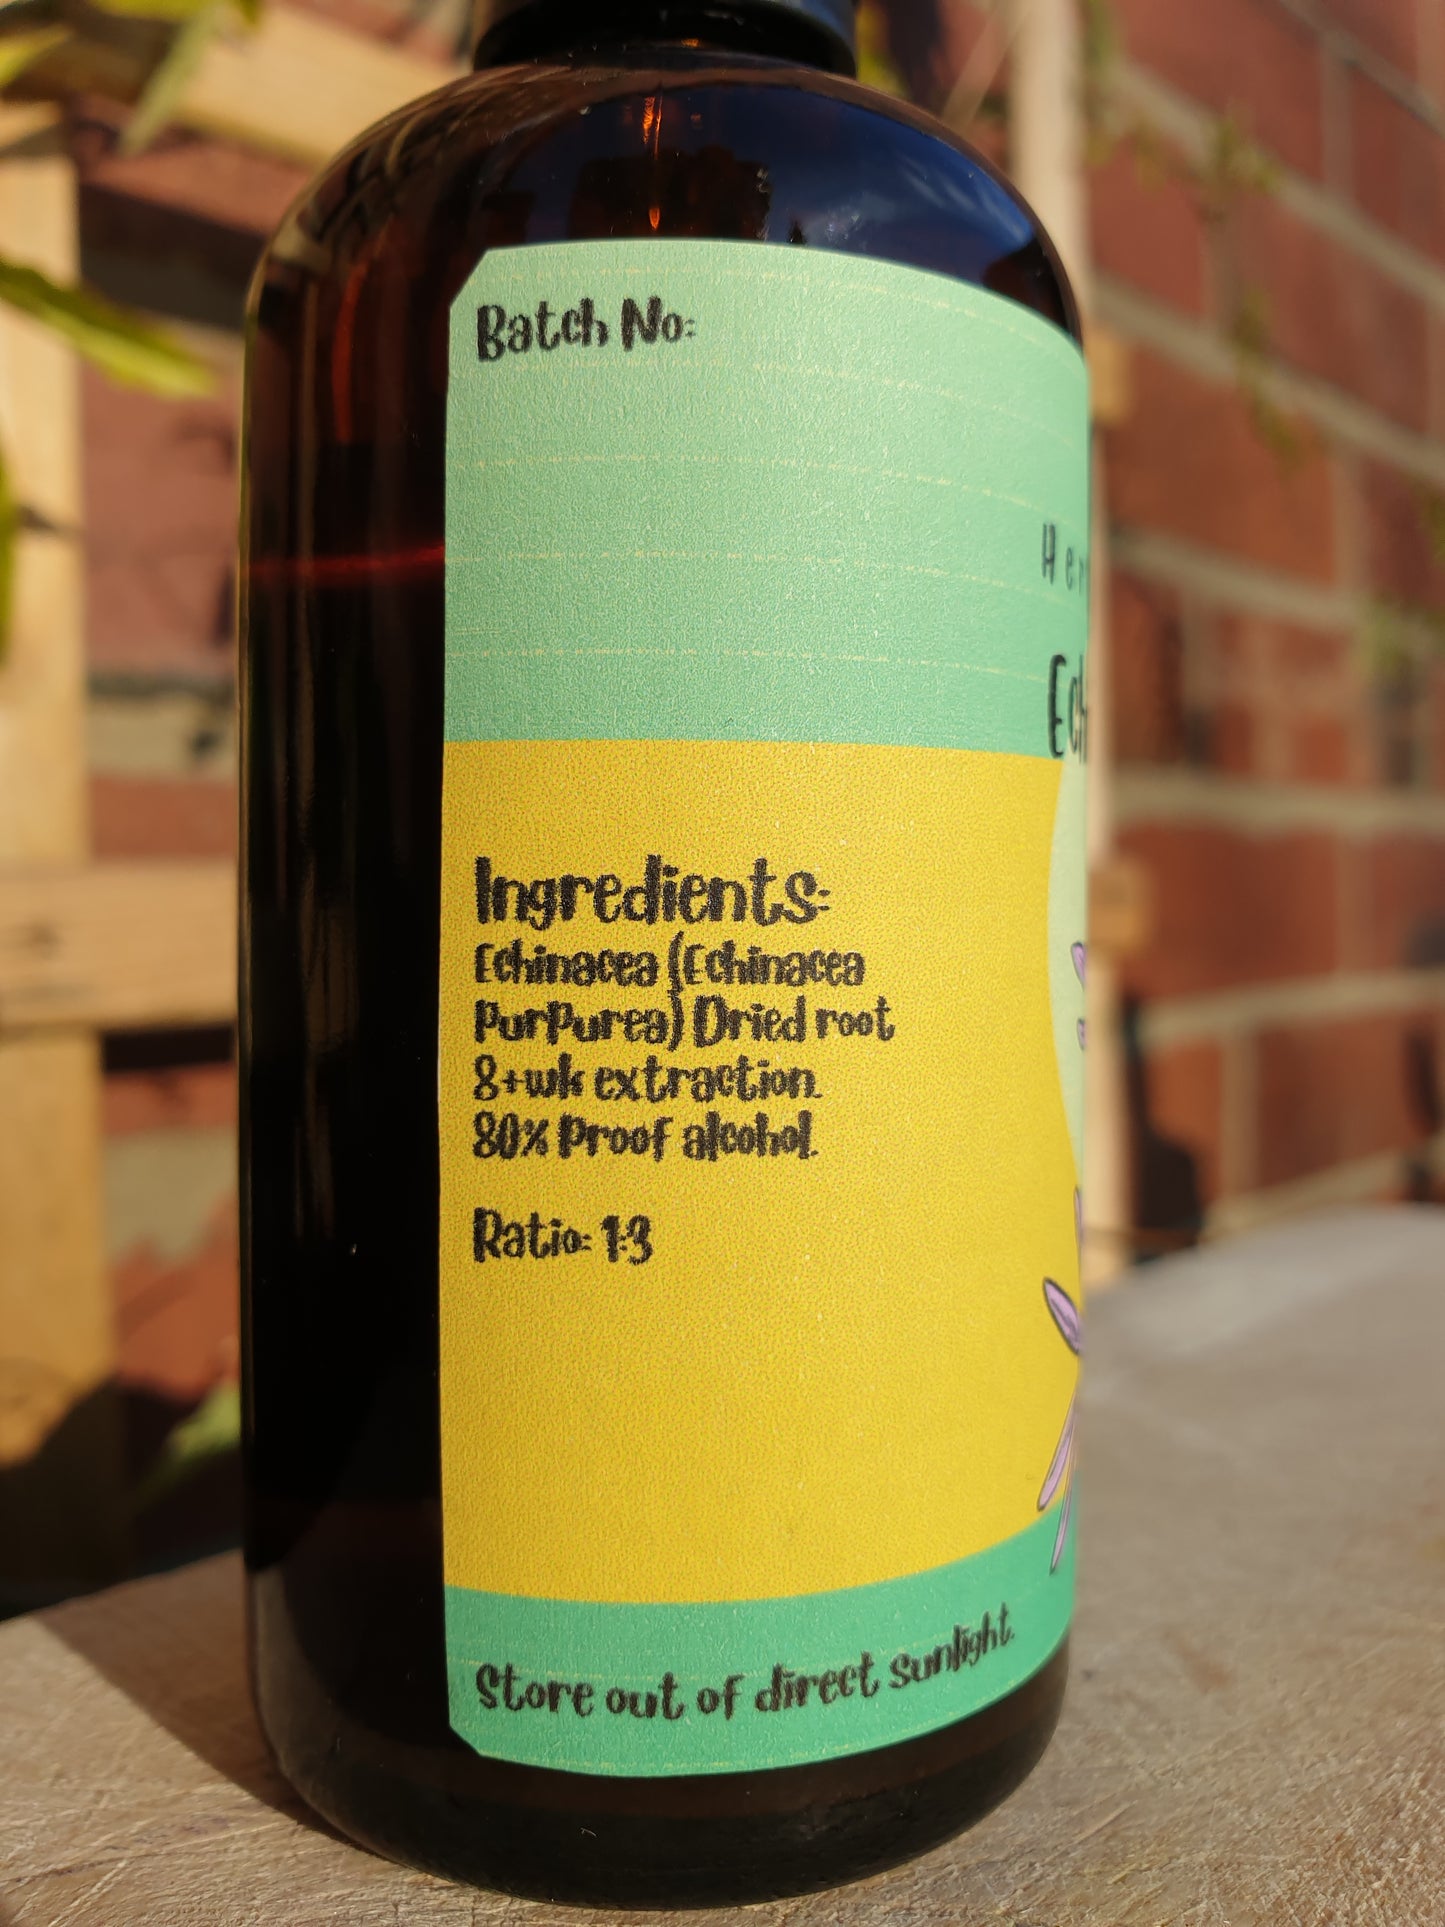 Batch No:
Ingredients:
Echinacea (Echinacea
Purpurea) Dried root
8+wk extraction.
80% Proof alcohol.
Ratio: 1:3
Store out of direct sunlight.